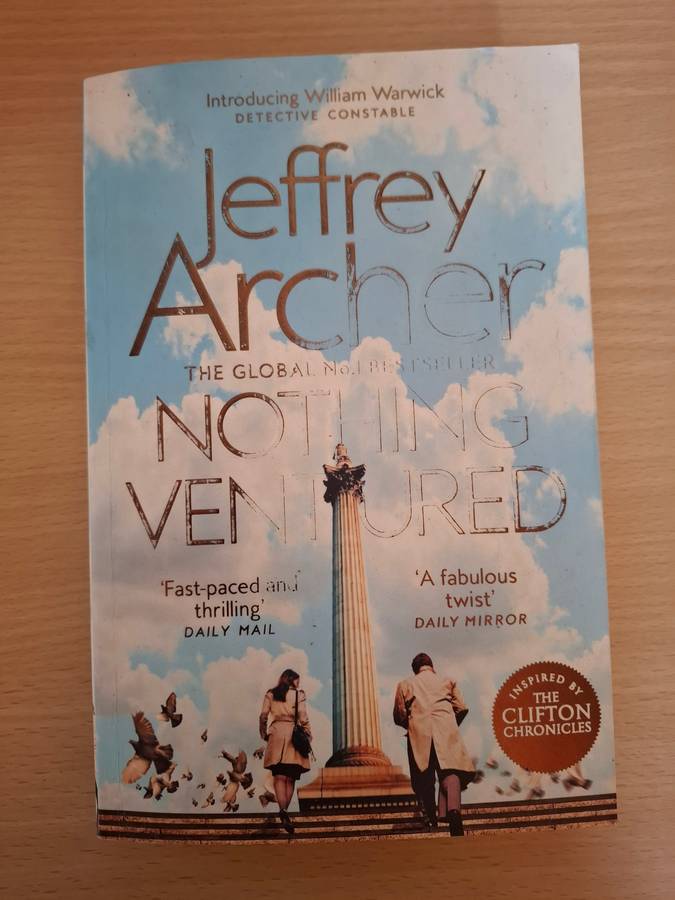 Introducing William Warwick
DETECTIVE CONSTABLE
Jeffrey
Archer
THE GLOBAL No.1 BESTSELLER
NOTHING
VENTURED
'Fast-paced and
thrilling'
DAILY MAIL
'A fabulous
twist'
DAILY MIRROR
INSPIRED BY
THE
CLIFTON
CHRONICLES